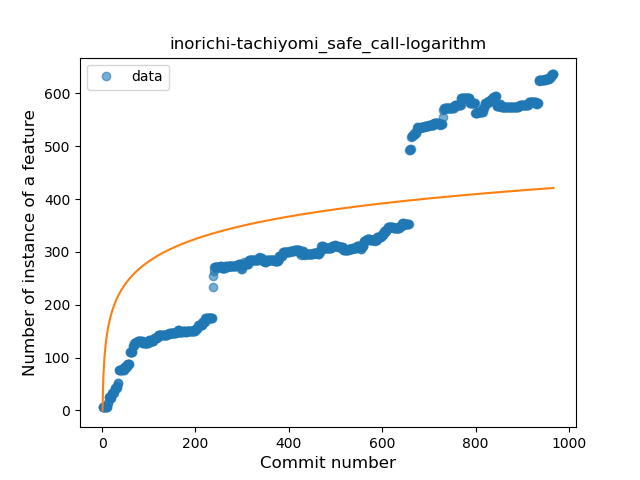 inorichi-tachiyomi_safe_call-logarithm
data
Number of instance of a feature
600
500
400
300
200
100
0
0 200 400 600 800 1000
Commit number